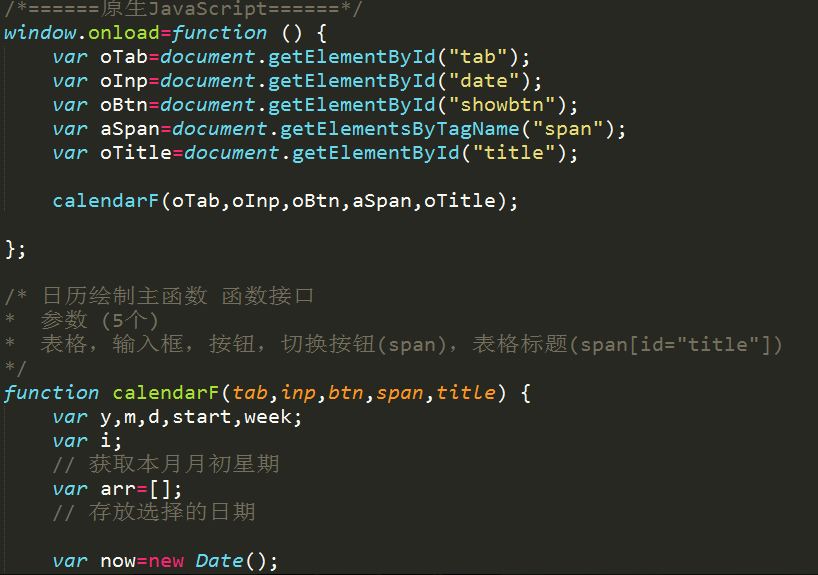 /*======原生JavaScript======*/
window.onload=function () {
var oTab=document.getElementById("tab");
var oInp=document.getElementById("date");
var oBtn=document.getElementById("showbtn");
var aSpan=document.getElementsByTagName("span");
var oTitle=document.getElementById("title");
calendarF(oTab,oInp,oBtn,aSpan,oTitle);
};
/* 日历绘制主函数 函数接口
* 参数 (5个)
* 表格，输入框，按钮，切换按钮(span)，表格标题(span[id="title"])
*/
function calendarF(tab,inp,btn,span,title) {
var y,m,d,start,week;
var i;
// 获取本月月初星期
var arr=[];
// 存放选择的日期
var now=new Date();